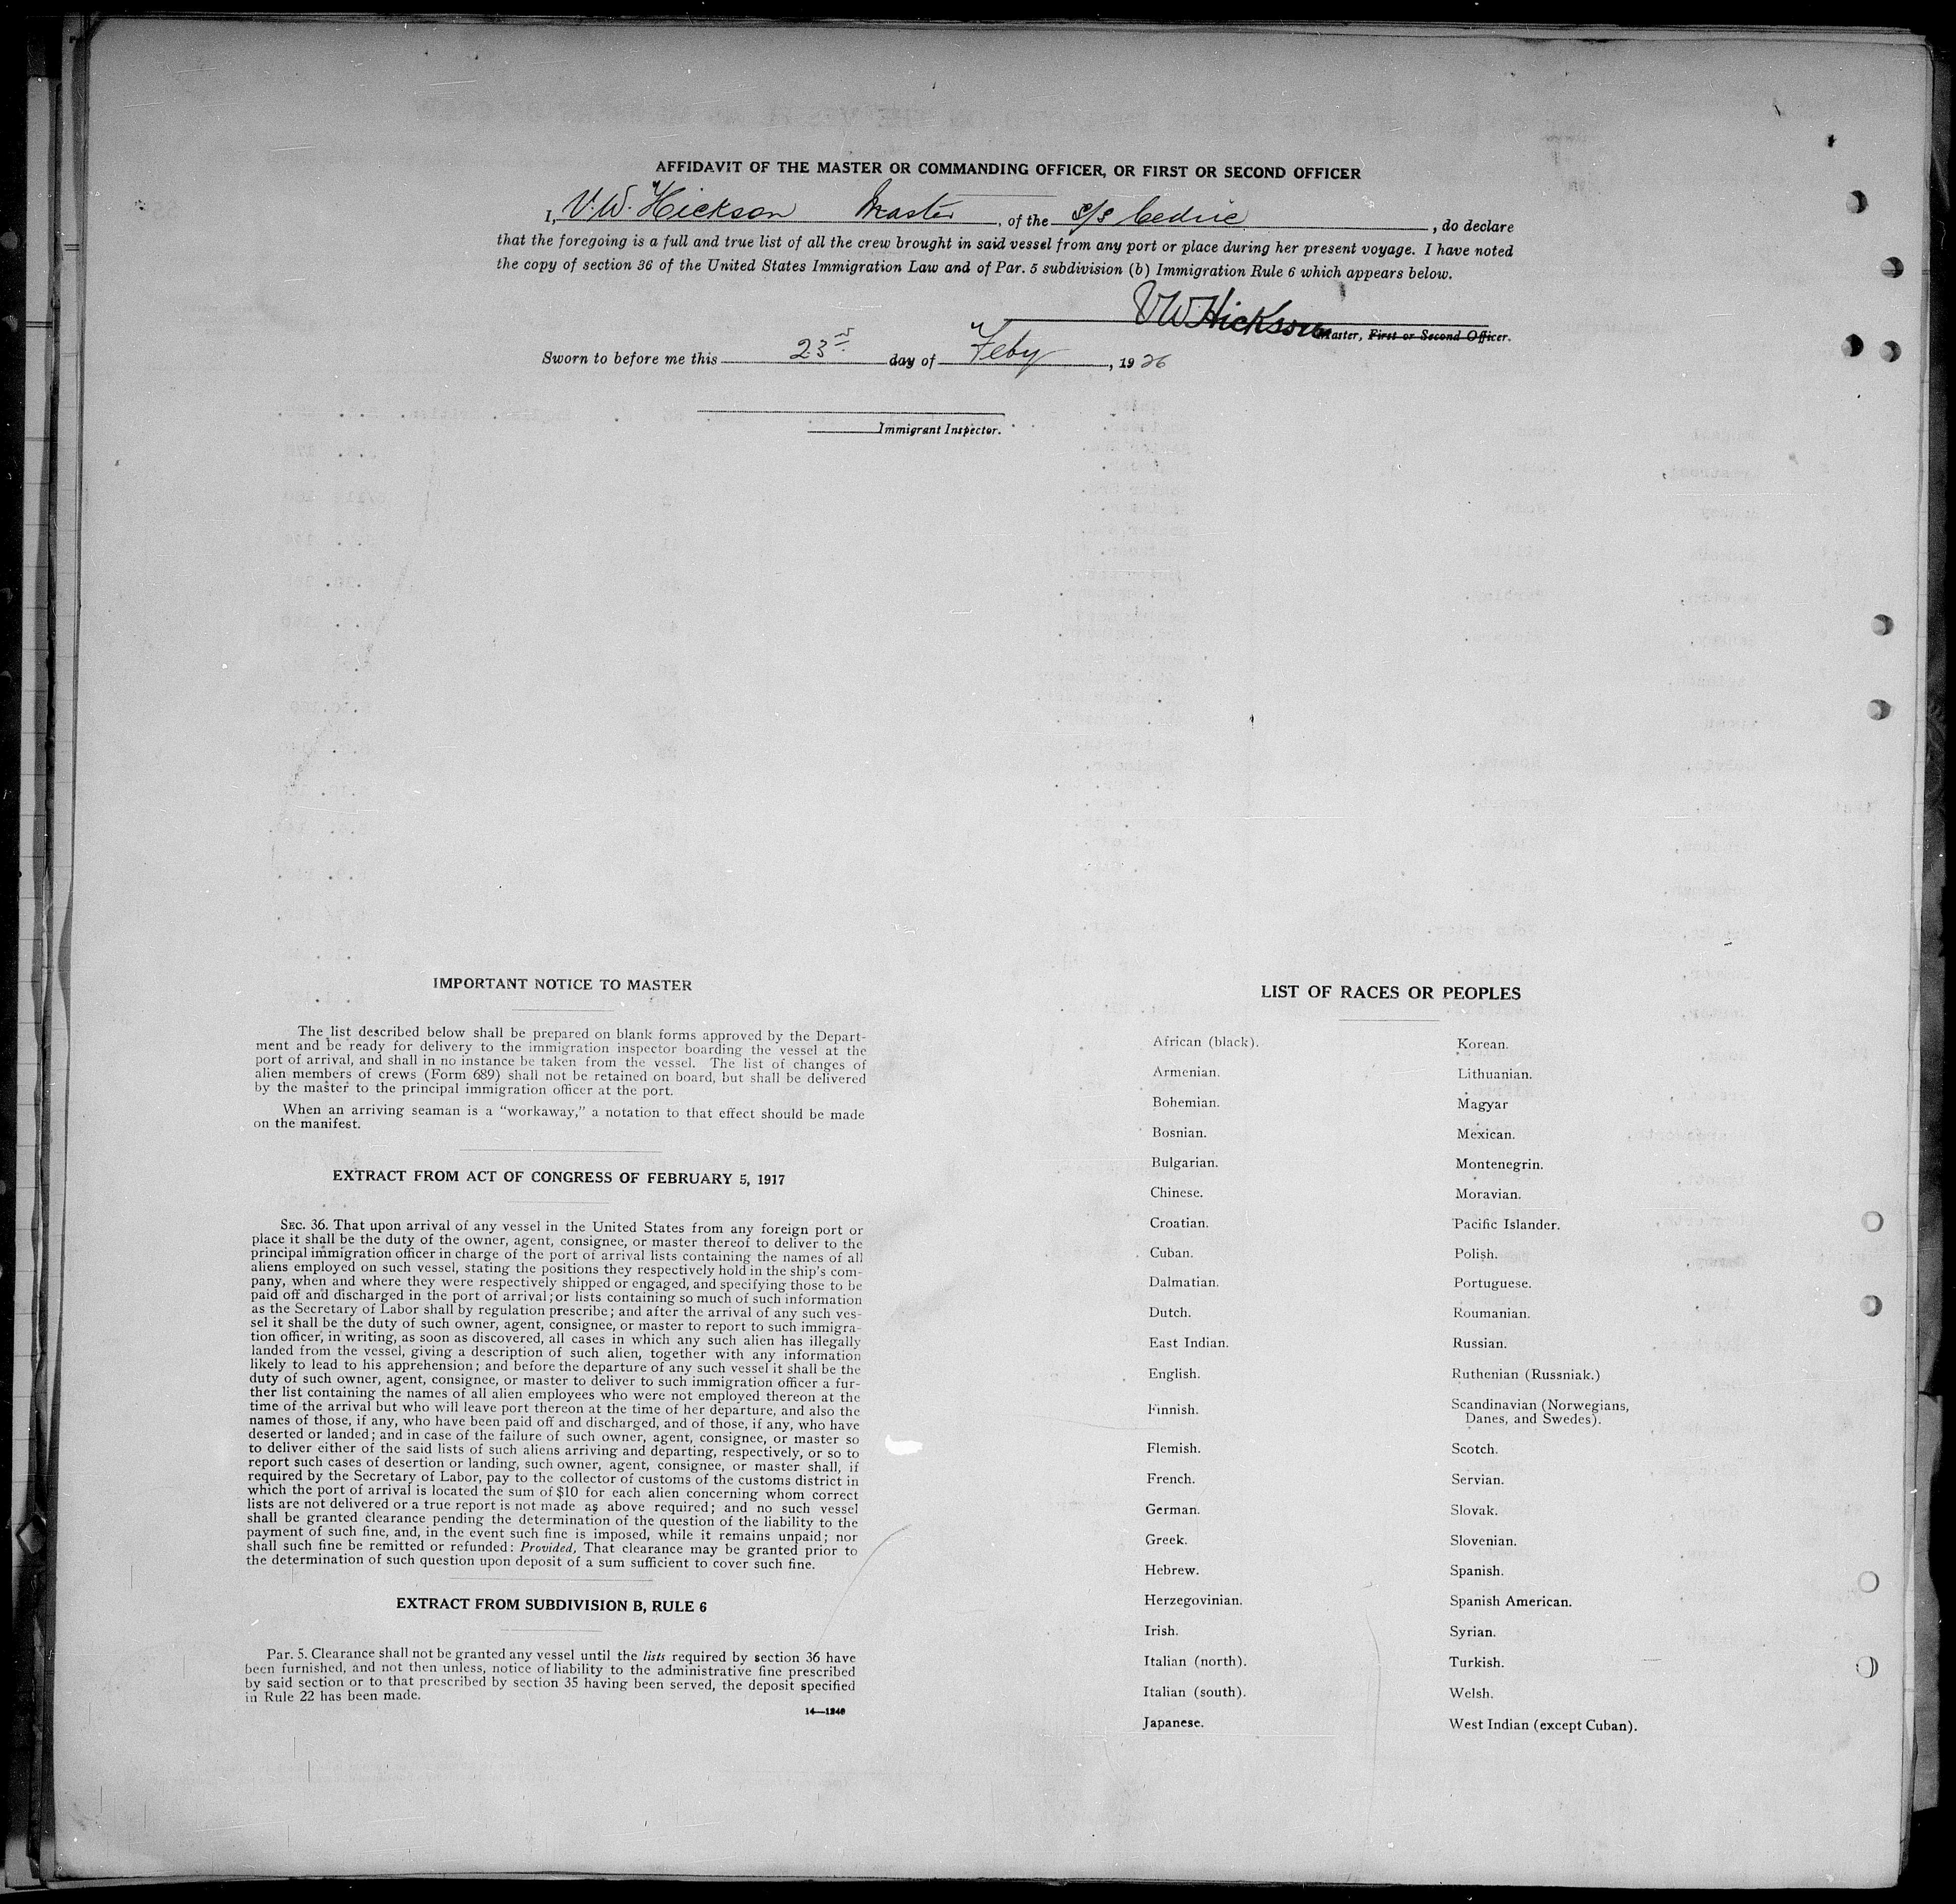 AFFIDAVIT OF THE MASTER OR COMMANDING OFFICER, OR FIRST OR SECOND OFFICER
I, V.W. Hickson Master, of the S/S Cedric, do declare
that the foregoing is a full and true list of all the crew brought in said vessel from any port or place during her present voyage. I have noted
the copy of section 36 of the United States Immigration Law and of Par. 5 subdivision (b) Immigration Rule 6 which appears below.
VW Hickson
Master, First or Second Officer.
Sworn to before me this 23rd day of Feby, 1926
Immigrant Inspector.
IMPORTANT NOTICE TO MASTER
The list described below shall be prepared on blank forms approved by the Depart-
ment and be ready for delivery to the immigration inspector boarding the vessel at the
port of arrival, and shall in no instance be taken from the vessel. The list of changes of
alien members of crews (Form 689) shall not be retained on board, but shall be delivered
by the master to the principal immigration officer at the port.
When an arriving seaman is a “workaway,” a notation to that effect should be made
on the manifest.
EXTRACT FROM ACT OF CONGRESS OF FEBRUARY 5, 1917
SEC. 36. That upon arrival of any vessel in the United States from any foreign port or
place it shall be the duty of the owner, agent, consignee, or master thereof to deliver to the
principal immigration officer in charge of the port of arrival lists containing the names of all
aliens employed on such vessel, stating the positions they respectively hold in the ship's com-
pany, when and where they were respectively shipped or engaged, and specifying those to be
paid off and discharged in the port of arrival; or lists containing so much of such information
as the Secretary of Labor shall by regulation prescribe; and after the arrival of any such ves-
sel it shall be the duty of such owner, agent, consignee, or master to report to such immigra-
tion officer, in writing, as soon as discovered, all cases in which any such alien has illegally
landed from the vessel, giving a description of such alien, together with any information
likely to lead to his apprehension; and before the departure of any such vessel it shall be the
duty of such owner, agent, consignee, or master to deliver to such immigration officer a fur-
ther list containing the names of all alien employees who were not employed thereon at the
time of the arrival but who will leave port thereon at the time of her departure, and also the
names of those, if any, who have been paid off and discharged, and of those, if any, who have
deserted or landed; and in case of the failure of such owner, agent, consignee, or master so
to deliver either of the said lists of such aliens arriving and departing, respectively, or so to
report such cases of desertion or landing, such owner, agent, consignee, or master shall, if
required by the Secretary of Labor, pay to the collector of customs of the customs district in
which the port of arrival is located the sum of $10 for each alien concerning whom correct
lists are not delivered or a true report is not made as above required; and no such vessel
shall be granted clearance pending the determination of the question of the liability to the
payment of such fine, and, in the event such fine is imposed, while it remains unpaid; nor
shall such fine be remitted or refunded: Provided, That clearance may be granted prior to
the determination of such question upon deposit of a sum sufficient to cover such fine.
EXTRACT FROM SUBDIVISION B, RULE 6
Par. 5. Clearance shall not be granted any vessel until the lists required by section 36 have
been furnished, and not then unless, notice of liability to the administrative fine prescribed
by said section or to that prescribed by section 35 having been served, the deposit specified
in Rule 22 has been made.
14—1240
LIST OF RACES OR PEOPLES
African (black).
Armenian.
Bohemian.
Bosnian.
Bulgarian.
Chinese.
Croatian.
Cuban.
Dalmatian.
Dutch.
East Indian.
English.
Finnish.
Flemish.
French.
German.
Greek.
Hebrew.
Herzegovinian.
Irish.
Italian (north).
Italian (south).
Japanese.
Korean.
Lithuanian.
Magyar
Mexican.
Montenegrin.
Moravian.
Pacific Islander.
Polish.
Portuguese.
Roumanian.
Russian.
Ruthenian (Russniak.)
Scandinavian (Norwegians,
Danes, and Swedes).
Scotch.
Servian.
Slovak.
Slovenian.
Spanish.
Spanish American.
Syrian.
Turkish.
Welsh.
West Indian (except Cuban).